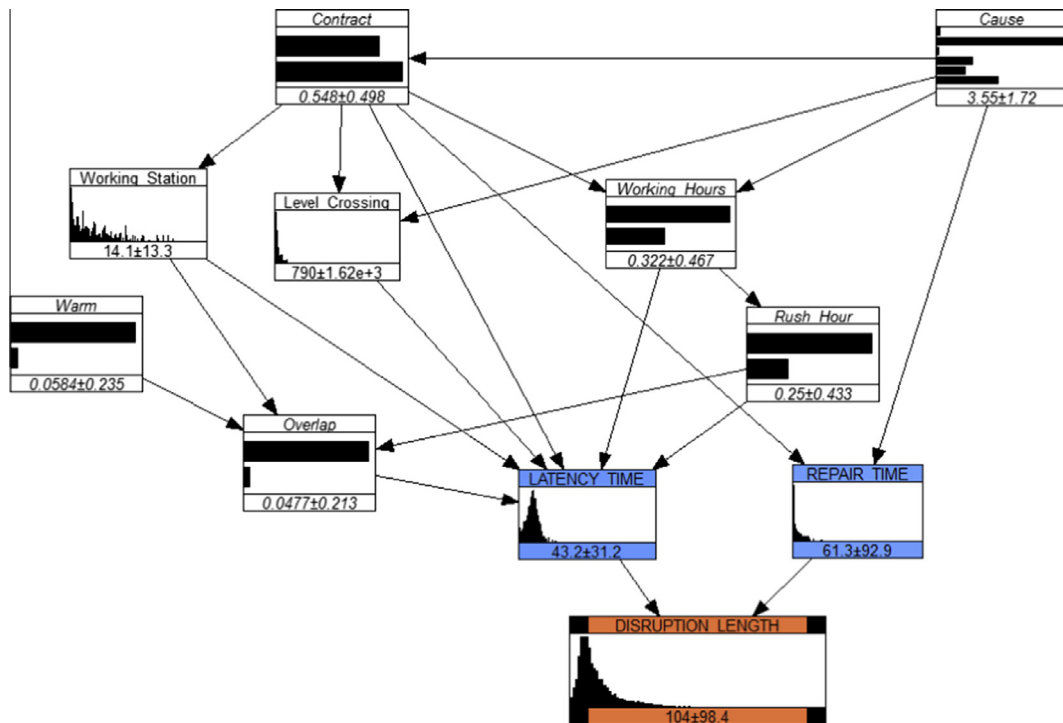 Contract
0.548±0.498
Cause
3.55±1.72
Working Station
14.1±13.3
Level Crossing
790±1.62e+3
Working Hours
0.322±0.467
Warm
0.0584±0.235
Rush Hour
0.25±0.433
Overlap
0.0477±0.213
LATENCY TIME
43.2±31.2
REPAIR TIME
61.3±92.9
DISRUPTION LENGTH
104±98.4